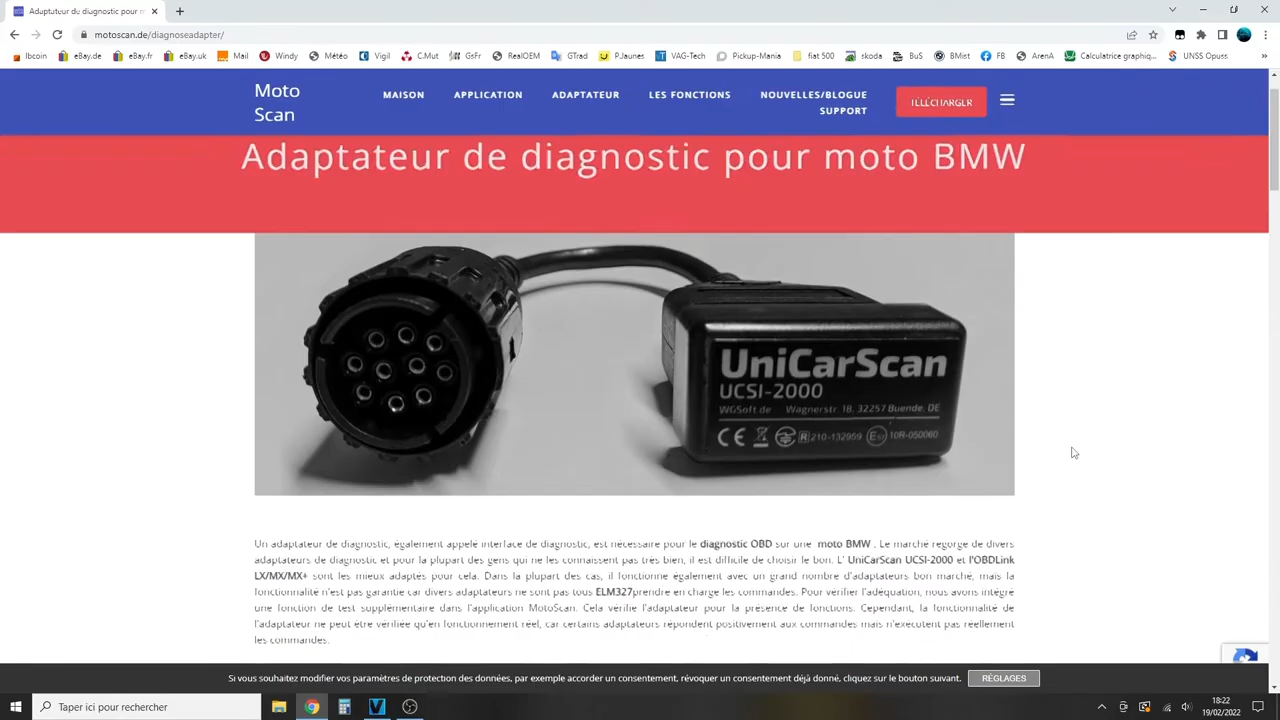 Adaptateur de diagnostic pour m
motoscan.de/diagnoseadapter/
lbcoin eBay.de eBay.fr eBay.uk Mail Windy Météo Vigil C.Mut GsFr RealOEM GTrad P.Jaunes VAG-Tech Pickup-Mania fiat 500 skoda BuS BMist FB ArenA Calculatrice graphiq... UNSS Opuss »
Moto
Scan
MAISON APPLICATION ADAPTATEUR LES FONCTIONS NOUVELLES/BLOGUE
SUPPORT
TÉLÉCHARGER
Adaptateur de diagnostic pour moto BMW
UniCarScan
UCSI-2000
WGSoft.de Wagnerstr. 18, 32257 Buende, DE
CE R 210-132959 10R-050060
Un adaptateur de diagnostic, également appelé interface de diagnostic, est nécessaire pour le diagnostic OBD sur une moto BMW . Le marché regorge de divers
adaptateurs de diagnostic et pour la plupart des gens qui ne les connaissent pas très bien, il est difficile de choisir le bon. L' UniCarScan UCSI-2000 et l'OBDLink
LX/MX/MX+ sont les mieux adaptés pour cela. Dans la plupart des cas, il fonctionne également avec un grand nombre d'adaptateurs bon marché, mais la
fonctionnalité n'est pas garantie car divers adaptateurs ne sont pas tous ELM327prendre en charge les commandes. Pour vérifier l'adéquation, nous avons intégré
une fonction de test supplémentaire dans l'application MotoScan. Cela vérifie l'adaptateur pour la présence de fonctions. Cependant, la fonctionnalité de
l'adaptateur ne peut être vérifiée qu'en fonctionnement réel, car certains adaptateurs répondent positivement aux commandes mais n'exécutent pas réellement
les commandes.
Si vous souhaitez modifier vos paramètres de protection des données, par exemple accorder un consentement, révoquer un consentement déjà donné, cliquez sur le bouton suivant. RÉGLAGES
Taper ici pour rechercher
18:22
19/02/2022